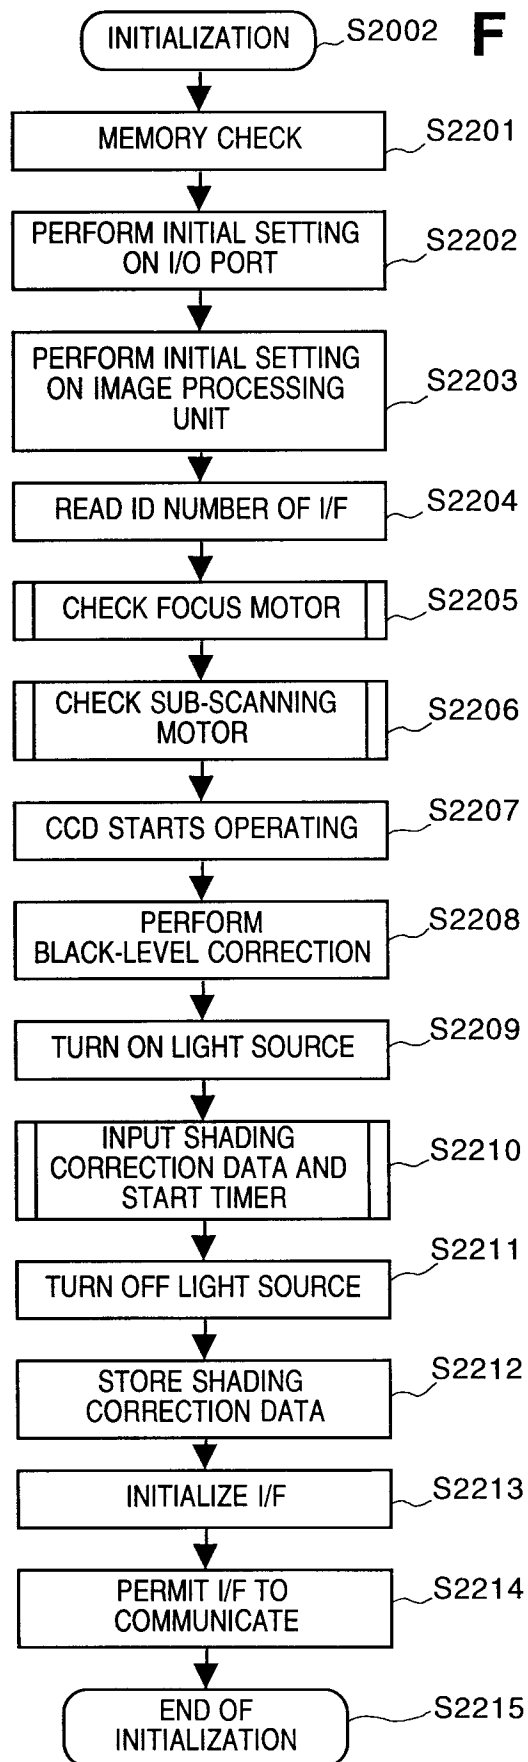 INITIALIZATION S2002 F
MEMORY CHECK S2201
PERFORM INITIAL SETTING
ON I/O PORT S2202
PERFORM INITIAL SETTING
ON IMAGE PROCESSING
UNIT S2203
READ ID NUMBER OF I/F S2204
CHECK FOCUS MOTOR S2205
CHECK SUB-SCANNING
MOTOR S2206
CCD STARTS OPERATING S2207
PERFORM
BLACK-LEVEL CORRECTION S2208
TURN ON LIGHT SOURCE S2209
INPUT SHADING
CORRECTION DATA AND
START TIMER S2210
TURN OFF LIGHT SOURCE S2211
STORE SHADING
CORRECTION DATA S2212
INITIALIZE I/F S2213
PERMIT I/F TO
COMMUNICATE S2214
END OF
INITIALIZATION S2215